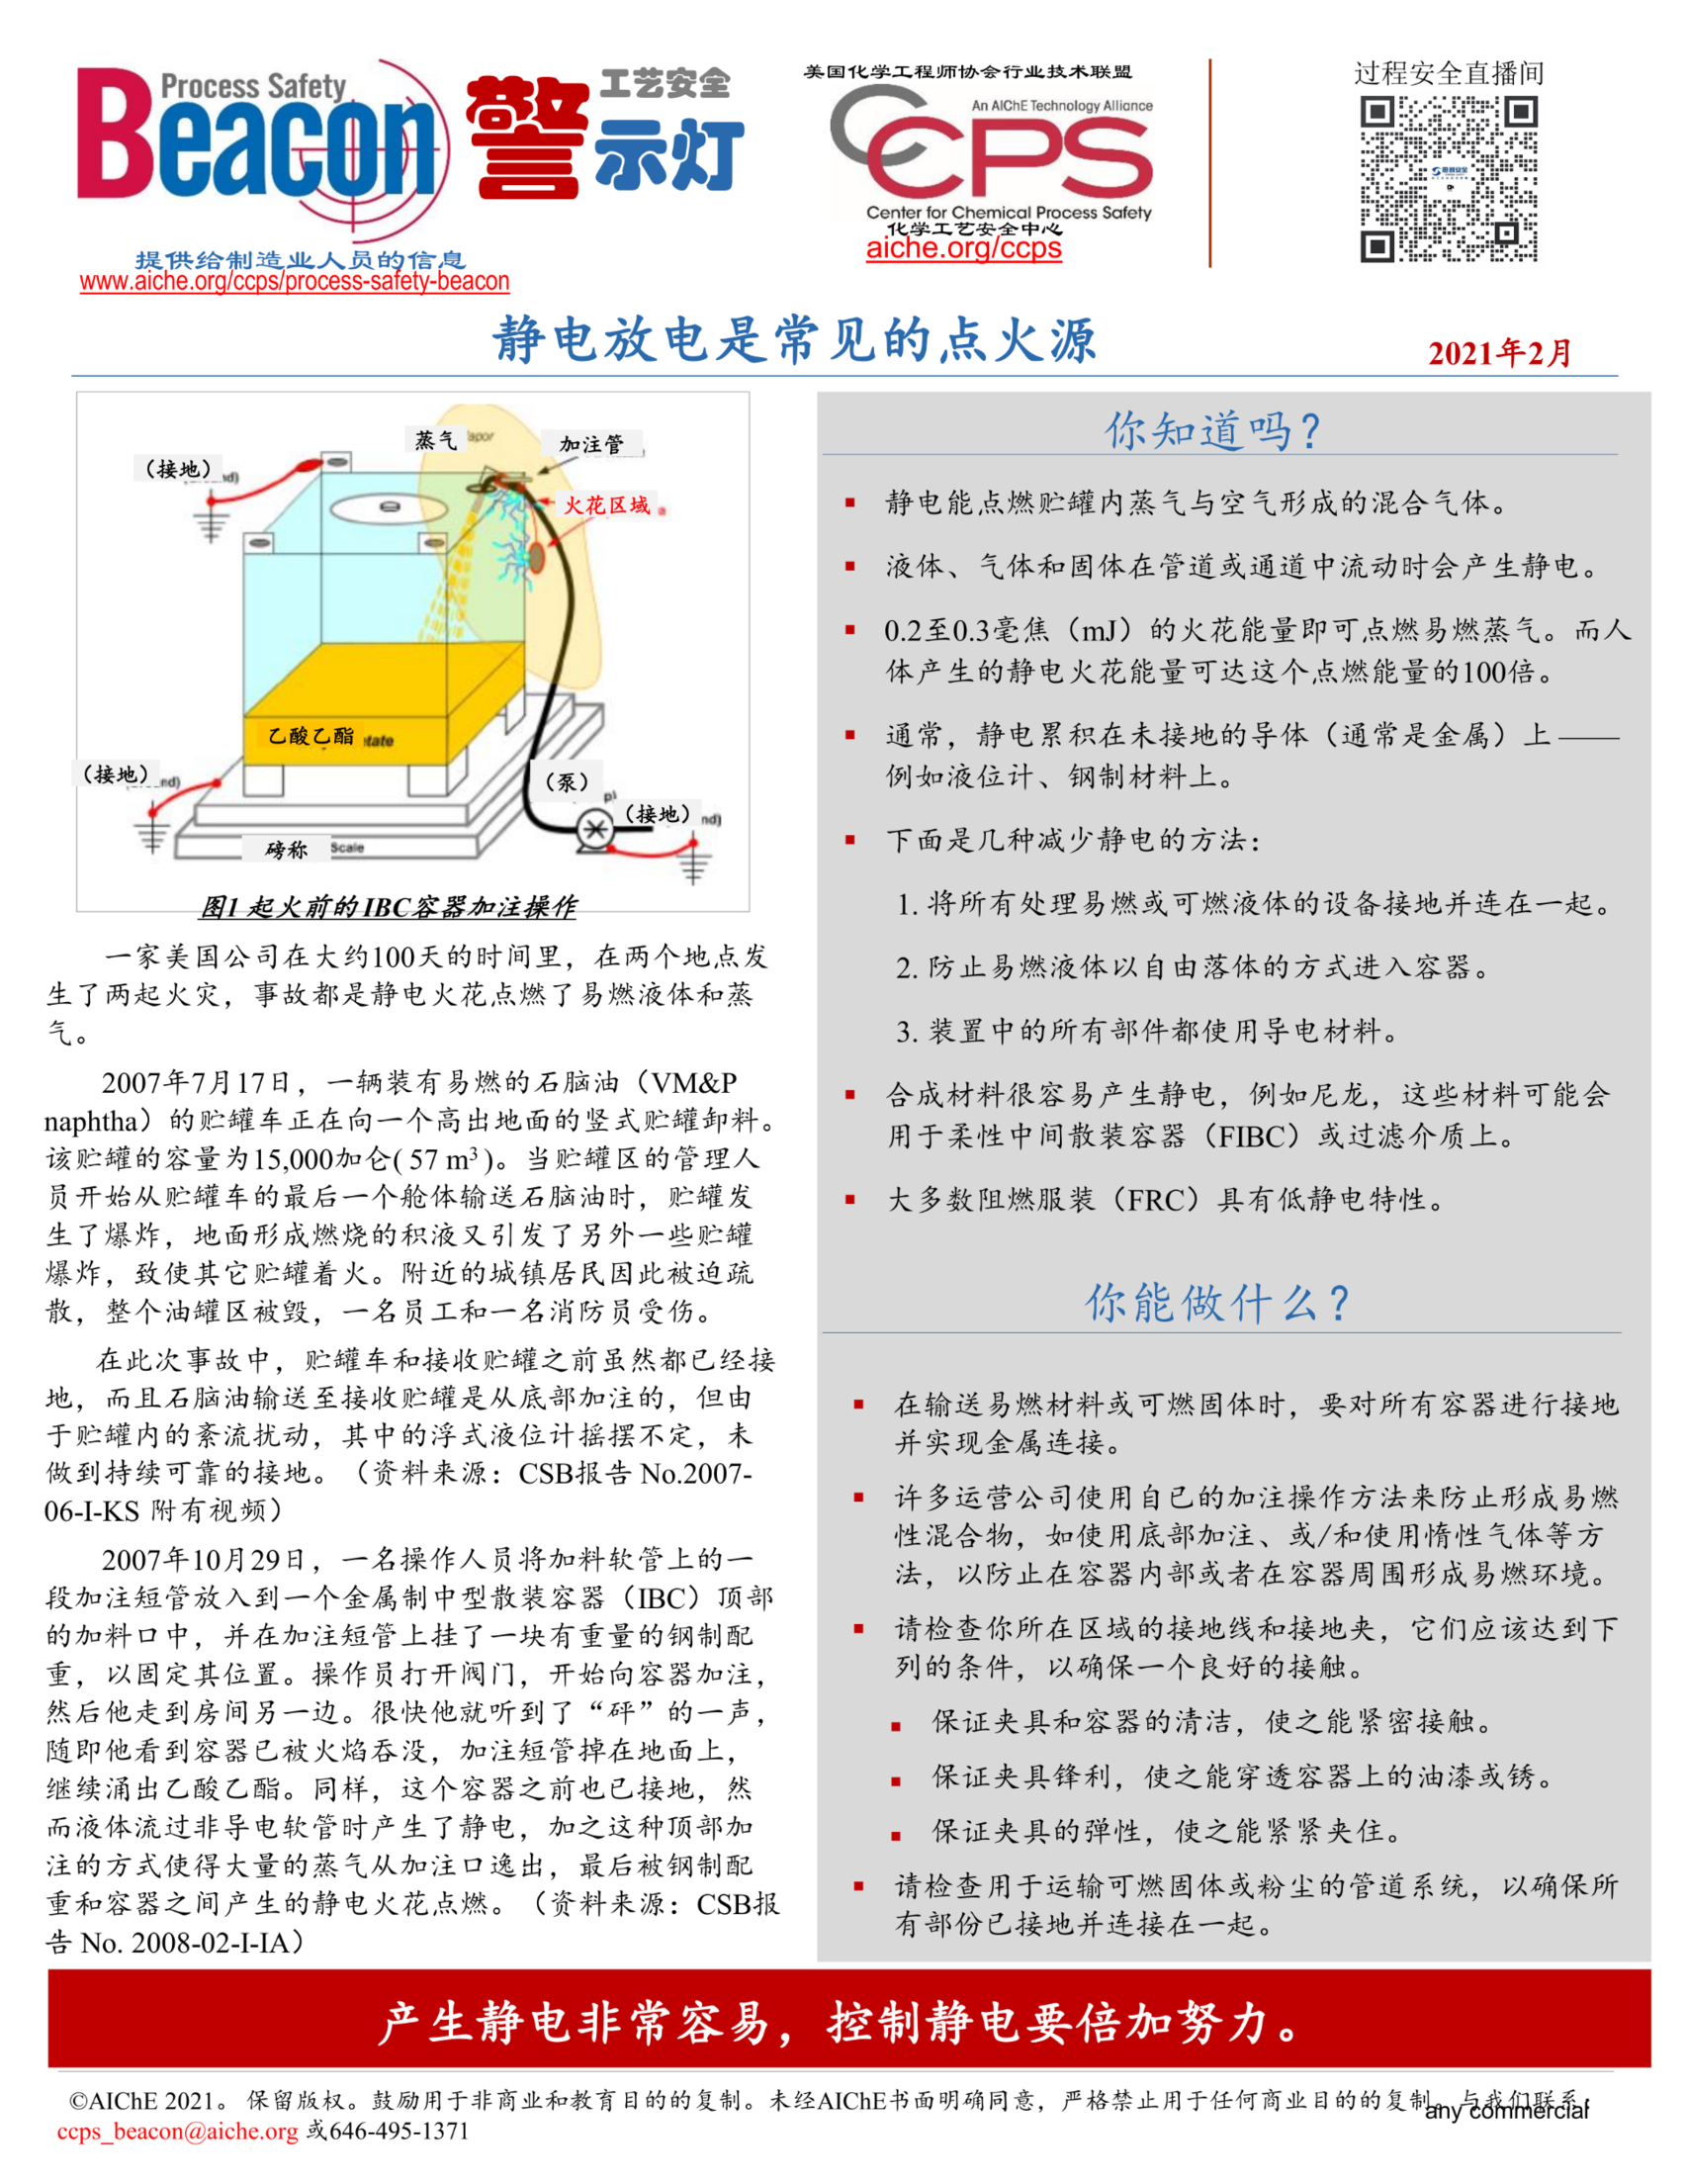 Process Safety
Beacon
警示灯
工艺安全
提供给制造业人员的信息
www.aiche.org/ccps/process-safety-beacon
美国化学工程师协会行业技术联盟
An AIChE Technology Alliance
CCPS
Center for Chemical Process Safety
化学工艺安全中心
aiche.org/ccps
过程安全直播间
静电放电是常见的点火源
2021年2月
蒸气
加注管
（接地）
火花区域
乙酸乙酯
（接地）
（泵）
（接地）
磅称 Scale
图1 起火前的IBC容器加注操作
一家美国公司在大约100天的时间里，在两个地点发
生了两起火灾，事故都是静电火花点燃了易燃液体和蒸
气。
2007年7月17日，一辆装有易燃的石脑油（VM&P
naphtha）的贮罐车正在向一个高出地面的竖式贮罐卸料。
该贮罐的容量为15,000加仑( 57 m³ )。当贮罐区的管理人
员开始从贮罐车的最后一个舱体输送石脑油时，贮罐发
生了爆炸，地面形成燃烧的积液又引发了另外一些贮罐
爆炸，致使其它贮罐着火。附近的城镇居民因此被迫疏
散，整个油罐区被毁，一名员工和一名消防员受伤。
在此次事故中，贮罐车和接收贮罐之前虽然都已经接
地，而且石脑油输送至接收贮罐是从底部加注的，但由
于贮罐内的紊流扰动，其中的浮式液位计摇摆不定，未
做到持续可靠的接地。（资料来源：CSB报告 No.2007-
06-I-KS 附有视频）
2007年10月29日，一名操作人员将加料软管上的一
段加注短管放入到一个金属制中型散装容器（IBC）顶部
的加料口中，并在加注短管上挂了一块有重量的钢制配
重，以固定其位置。操作员打开阀门，开始向容器加注，
然后他走到房间另一边。很快他就听到了“砰”的一声，
随即他看到容器已被火焰吞没，加注短管掉在地面上，
继续涌出乙酸乙酯。同样，这个容器之前也已接地，然
而液体流过非导电软管时产生了静电，加之这种顶部加
注的方式使得大量的蒸气从加注口逸出，最后被钢制配
重和容器之间产生的静电火花点燃。（资料来源：CSB报
告 No. 2008-02-I-IA）
你知道吗？
▪ 静电能点燃贮罐内蒸气与空气形成的混合气体。
▪ 液体、气体和固体在管道或通道中流动时会产生静电。
▪ 0.2至0.3毫焦（mJ）的火花能量即可点燃易燃蒸气。而人
体产生的静电火花能量可达这个点燃能量的100倍。
▪ 通常，静电累积在未接地的导体（通常是金属）上——
例如液位计、钢制材料上。
▪ 下面是几种减少静电的方法：
1. 将所有处理易燃或可燃液体的设备接地并连在一起。
2. 防止易燃液体以自由落体的方式进入容器。
3. 装置中的所有部件都使用导电材料。
▪ 合成材料很容易产生静电，例如尼龙，这些材料可能会
用于柔性中间散装容器（FIBC）或过滤介质上。
▪ 大多数阻燃服装（FRC）具有低静电特性。
你能做什么？
▪ 在输送易燃材料或可燃固体时，要对所有容器进行接地
并实现金属连接。
▪ 许多运营公司使用自己的加注操作方法来防止形成易燃
性混合物，如使用底部加注、或/和使用惰性气体等方
法，以防止在容器内部或者在容器周围形成易燃环境。
▪ 请检查你所在区域的接地线和接地夹，它们应该达到下
列的条件，以确保一个良好的接触。
▪ 保证夹具和容器的清洁，使之能紧密接触。
▪ 保证夹具锋利，使之能穿透容器上的油漆或锈。
▪ 保证夹具的弹性，使之能紧紧夹住。
▪ 请检查用于运输可燃固体或粉尘的管道系统，以确保所
有部份已接地并连接在一起。
产生静电非常容易，控制静电要倍加努力。
©AIChE 2021。 保留版权。鼓励用于非商业和教育目的的复制。未经AIChE书面明确同意，严格禁止用于任何商业目的的复制。与我们联系：
any commercial
ccps_beacon@aiche.org 或646-495-1371